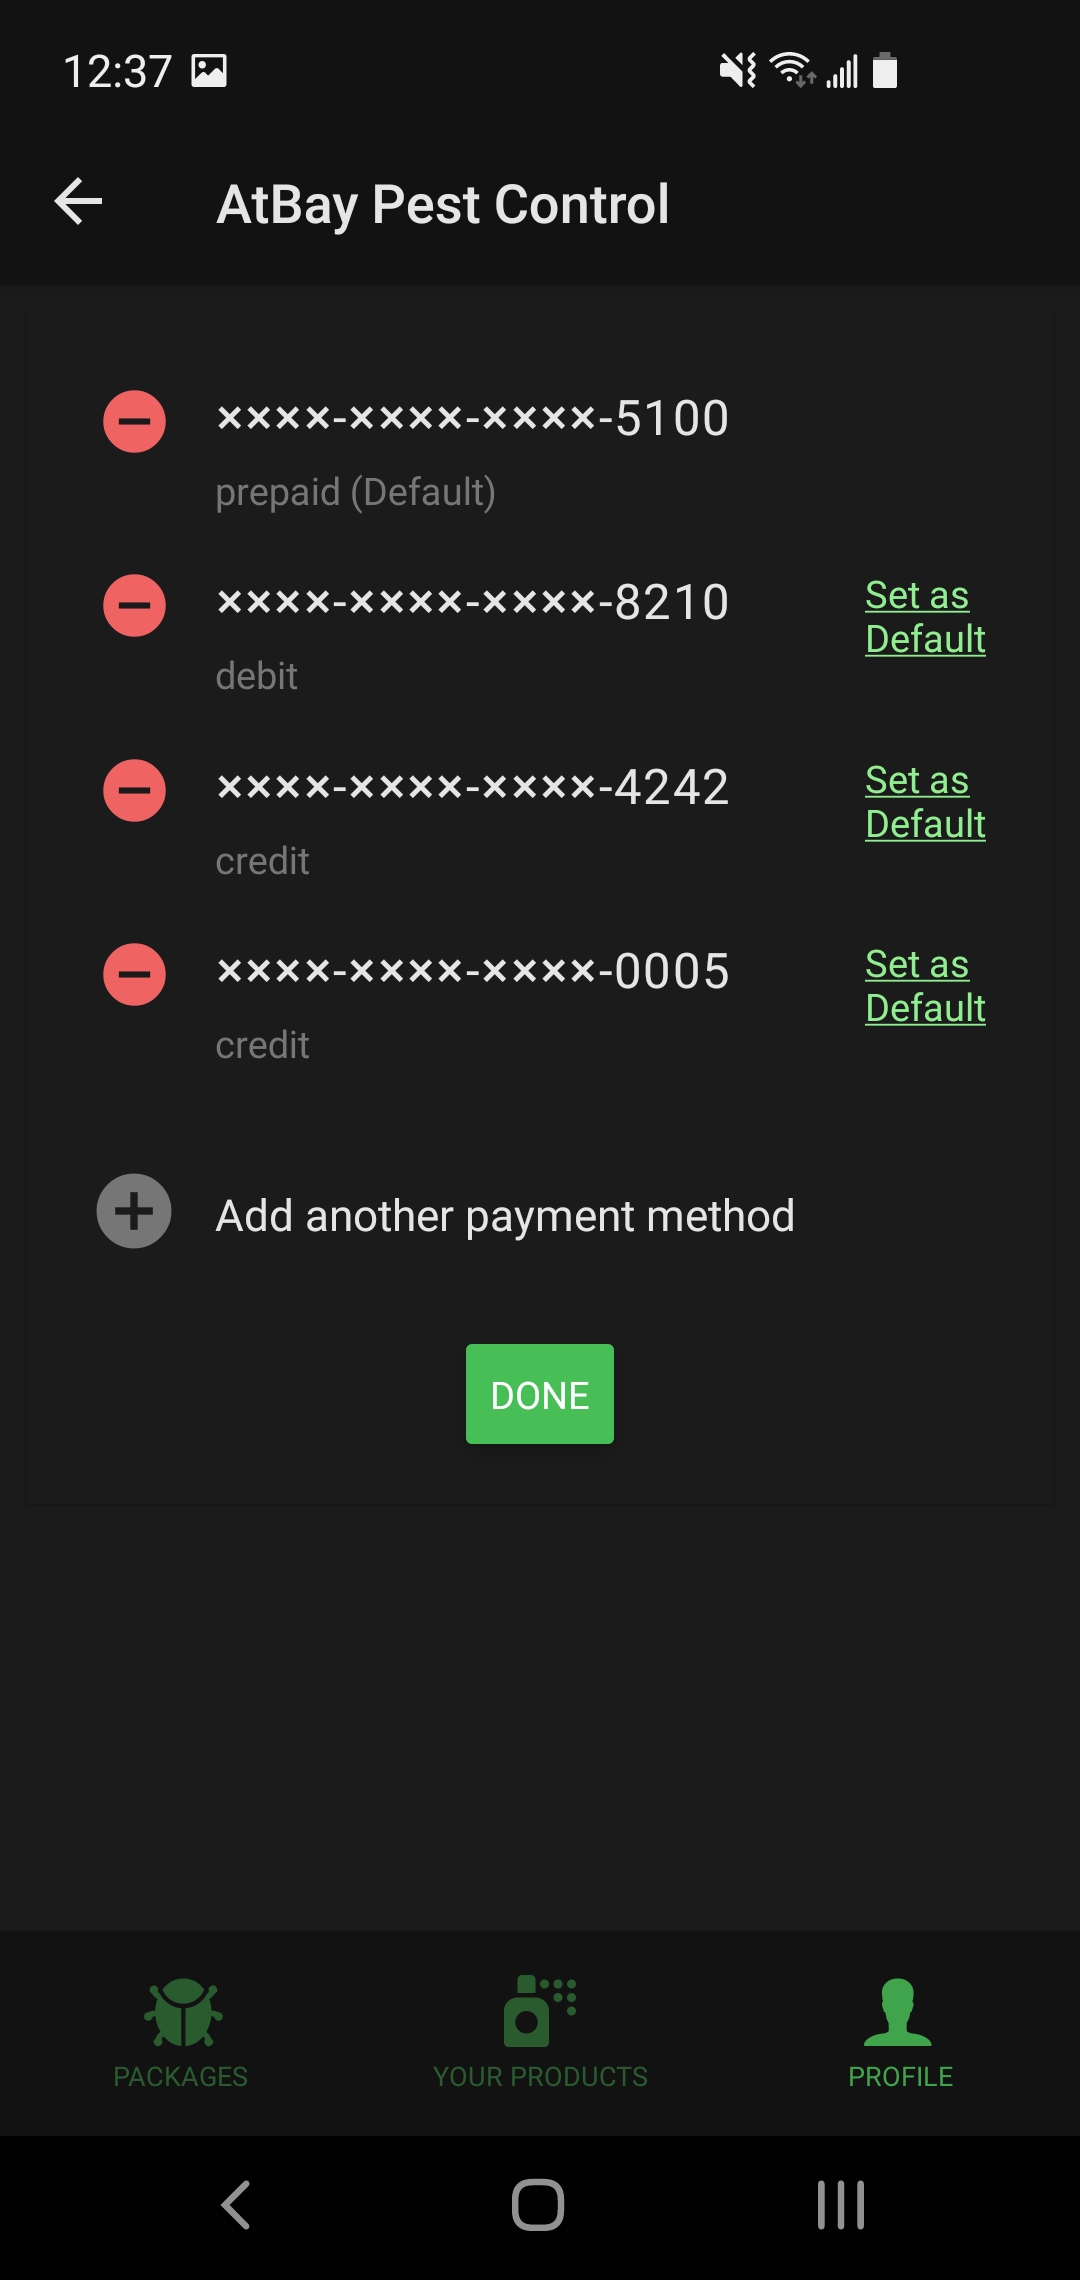 12:37
AtBay Pest Control
××××-××××-××××-5100
prepaid (Default)
××××-××××-××××-8210
Set as
Default
debit
××××-××××-××××-4242
Set as
Default
credit
××××-××××-××××-0005
Set as
Default
credit
Add another payment method
DONE
PACKAGES
YOUR PRODUCTS
PROFILE